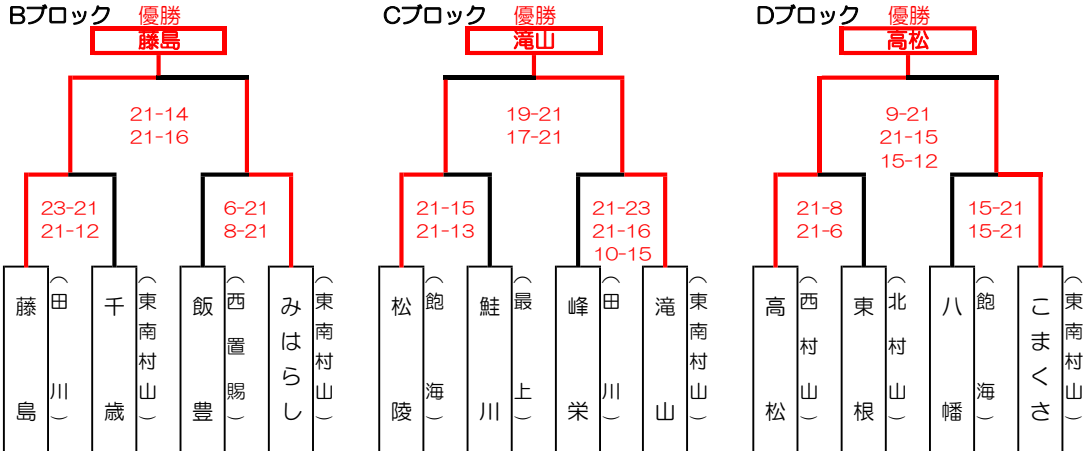 Bブロック 優勝
藤島
21-14
21-16
23-21
21-12
6-21
8-21
藤島
（田川）
千歳
（東南村山）
飯豊
（西置賜）
みはらし
（東南村山）
Cブロック 優勝
滝山
19-21
17-21
21-15
21-13
21-23
21-16
10-15
松陵
（飽海）
鮭川
（最上）
峰栄
（田川）
滝山
（東南村山）
Dブロック 優勝
高松
9-21
21-15
15-12
21-8
21-6
15-21
15-21
高松
（西村山）
東根
（北村山）
八幡
（飽海）
こまくさ
（東南村山）